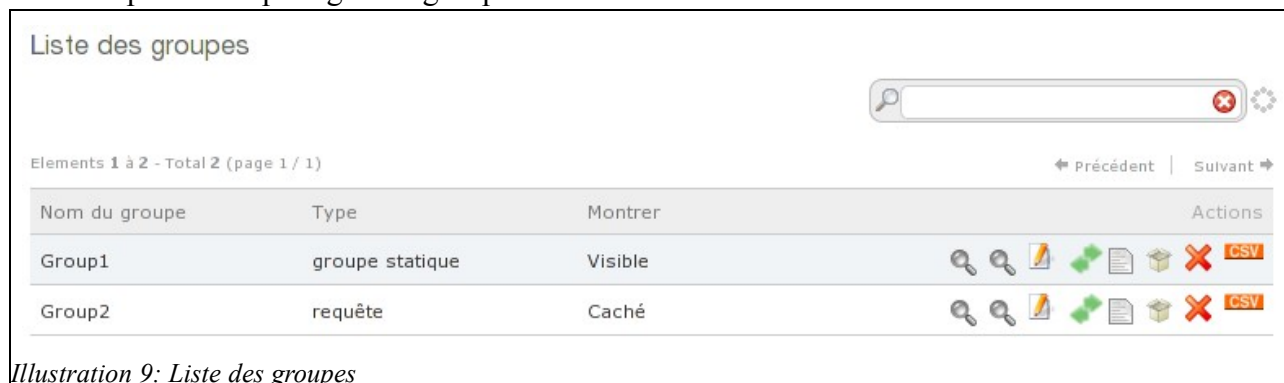 Liste des groupes
Elements 1 à 2 - Total 2 (page 1 / 1)
Précédent | Suivant
Nom du groupe Type Montrer Actions
Group1 groupe statique Visible CSV
Group2 requête Caché CSV
Illustration 9: Liste des groupes